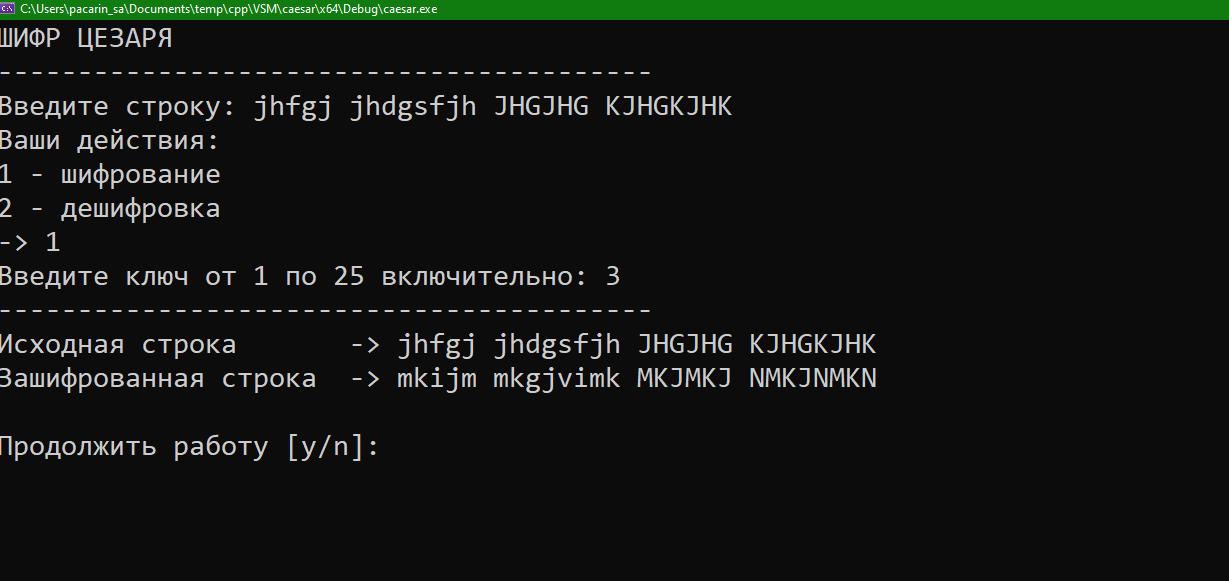 C:\Users\pacarin_sa\Documents\temp\cpp\VSM\caesar\x64\Debug\caesar.exe
ШИФР ЦЕЗАРЯ
-----------------------------------------
Введите строку: jhfgj jhdgsfjh JHGJHG KJHGKJHK
Ваши действия:
1 - шифрование
2 - дешифровка
-> 1
Введите ключ от 1 по 25 включительно: 3
-----------------------------------------
Исходная строка       -> jhfgj jhdgsfjh JHGJHG KJHGKJHK
Зашифрованная строка  -> mkijm mkgjvimk MKJMKJ NMKJNMKN
Продолжить работу [y/n]: